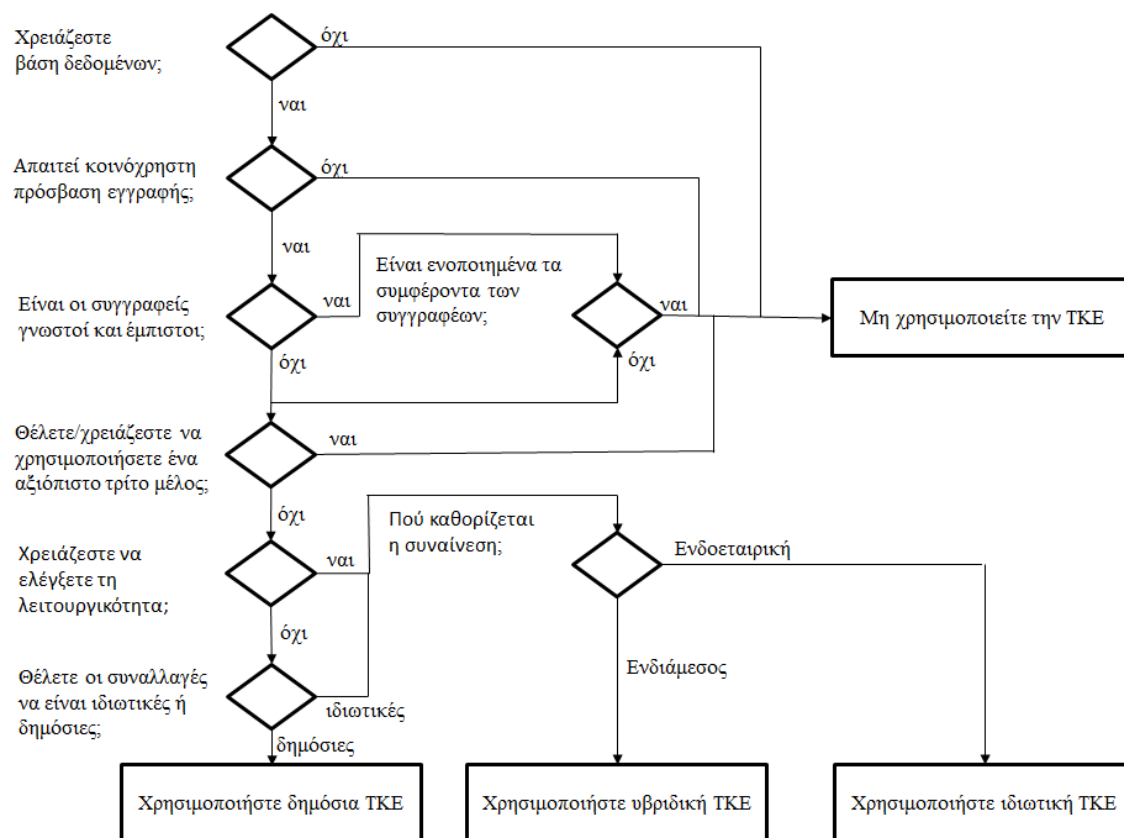 Χρειάζεστε
βάση δεδομένων;
όχι
ναι
Απαιτεί κοινόχρηστη
πρόσβαση εγγραφής;
όχι
ναι
Είναι οι συγγραφείς
γνωστοί και έμπιστοι;
ναι
Είναι ενοποιημένα τα
συμφέροντα των
συγγραφέων;
ναι
Μη χρησιμοποιείτε την ΤΚΕ
όχι
όχι
Θέλετε/χρειάζεστε να
χρησιμοποιήσετε ένα
αξιόπιστο τρίτο μέλος;
ναι
όχι
Χρειάζεστε να
ελέγξετε τη
λειτουργικότητα;
ναι
Πού καθορίζεται
η συναίνεση;
Ενδοεταιρική
όχι
Ενδιάμεσος
Θέλετε οι συναλλαγές
να είναι ιδιωτικές ή
δημόσιες;
ιδιωτικές
δημόσιες
Χρησιμοποιήστε δημόσια ΤΚΕ
Χρησιμοποιήστε υβριδική ΤΚΕ
Χρησιμοποιήστε ιδιωτική ΤΚΕ